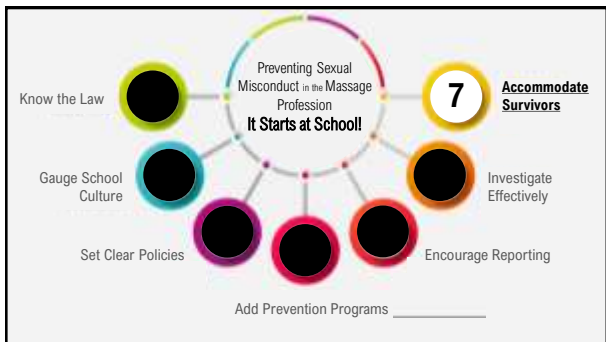 Preventing Sexual
Misconduct in the Massage
Profession
It Starts at School!
Know the Law
Gauge School
Culture
Set Clear Policies
Add Prevention Programs ____________
Encourage Reporting
Investigate
Effectively
7
Accommodate
Survivors